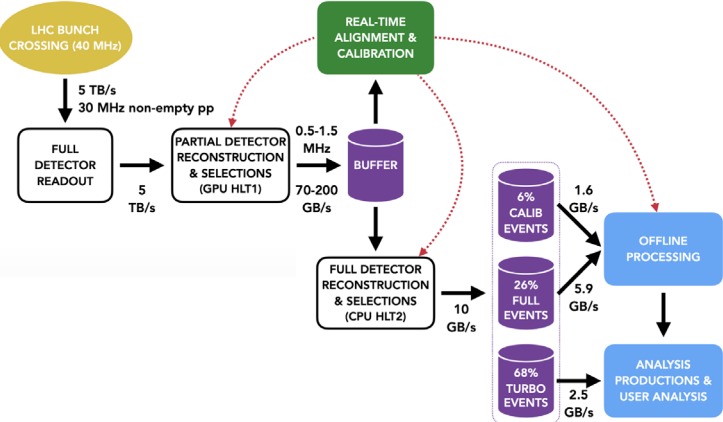 LHC BUNCH
CROSSING (40 MHz)
5 TB/s
30 MHz non-empty pp
FULL
DETECTOR
READOUT
5
TB/s
PARTIAL DETECTOR
RECONSTRUCTION
& SELECTIONS
(GPU HLT1)
0.5-1.5
MHz
70-200
GB/s
REAL-TIME
ALIGNMENT &
CALIBRATION
BUFFER
FULL DETECTOR
RECONSTRUCTION
& SELECTIONS
(CPU HLT2)
10
GB/s
6%
CALIB
EVENTS
26%
FULL
EVENTS
68%
TURBO
EVENTS
1.6
GB/s
5.9
GB/s
2.5
GB/s
OFFLINE
PROCESSING
ANALYSIS
PRODUCTIONS &
USER ANALYSIS